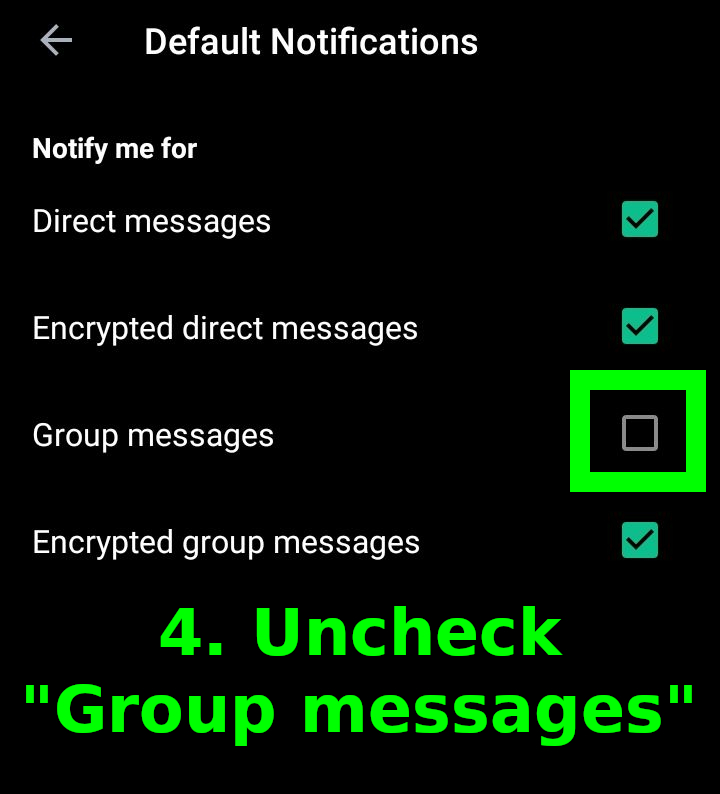 Default Notifications
Notify me for
Direct messages
Encrypted direct messages
Group messages
Encrypted group messages
4. Uncheck
"Group messages"